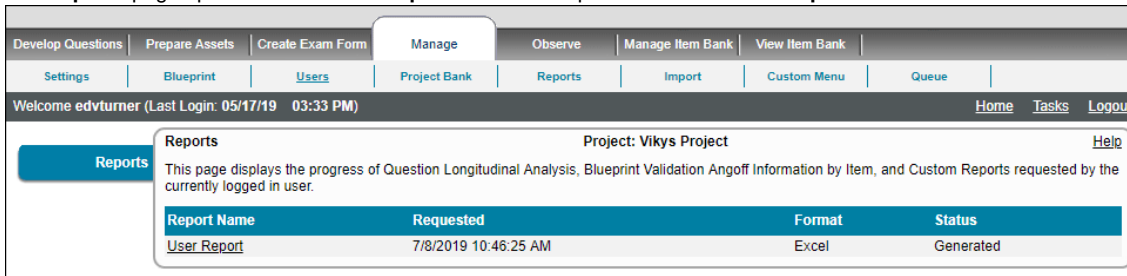 Develop Questions Prepare Assets Create Exam Form Manage Observe Manage Item Bank View Item Bank
Settings Blueprint Users Project Bank Reports Import Custom Menu Queue
Welcome edvturner (Last Login: 05/17/19 03:33 PM) Home Tasks Logou
Reports
Reports Project: Vikys Project Help
This page displays the progress of Question Longitudinal Analysis, Blueprint Validation Angoff Information by Item, and Custom Reports requested by the
currently logged in user.
Report Name Requested Format Status
User Report 7/8/2019 10:46:25 AM Excel Generated